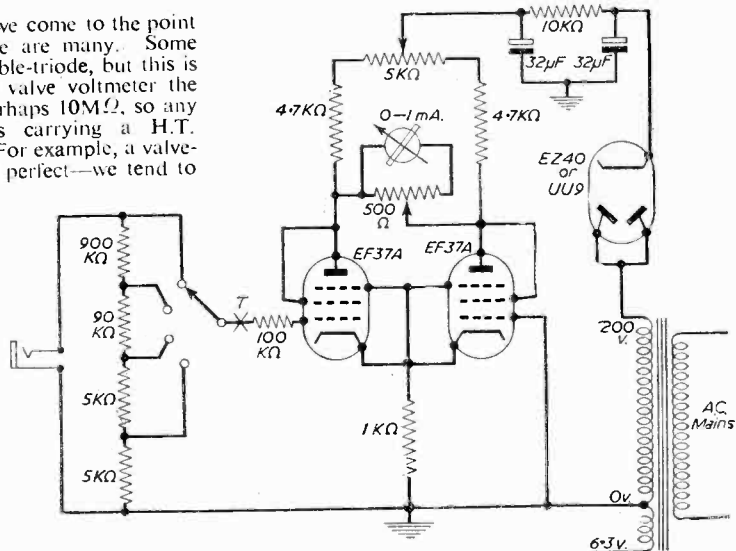 ve come to the point
e are many. Some
ble-triode, but this is
valve voltmeter the
rhaps 10MΩ, so any
s carrying a H.T.
For example, a valve-
perfect—we tend to
10KΩ
5KΩ
32µF 32µF
4·7KΩ
0–1mA.
4·7KΩ
EZ40
or
UU9
500
Ω
EF37A
EF37A
900
KΩ
90
KΩ
T
100
KΩ
200
v.
5KΩ
A.C.
Mains
1KΩ
5KΩ
0v.
6·3v.